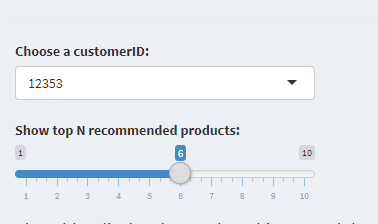 Choose a customerID:
12353
Show top N recommended products:
1 6 10
1 2 3 4 5 6 7 8 9 10